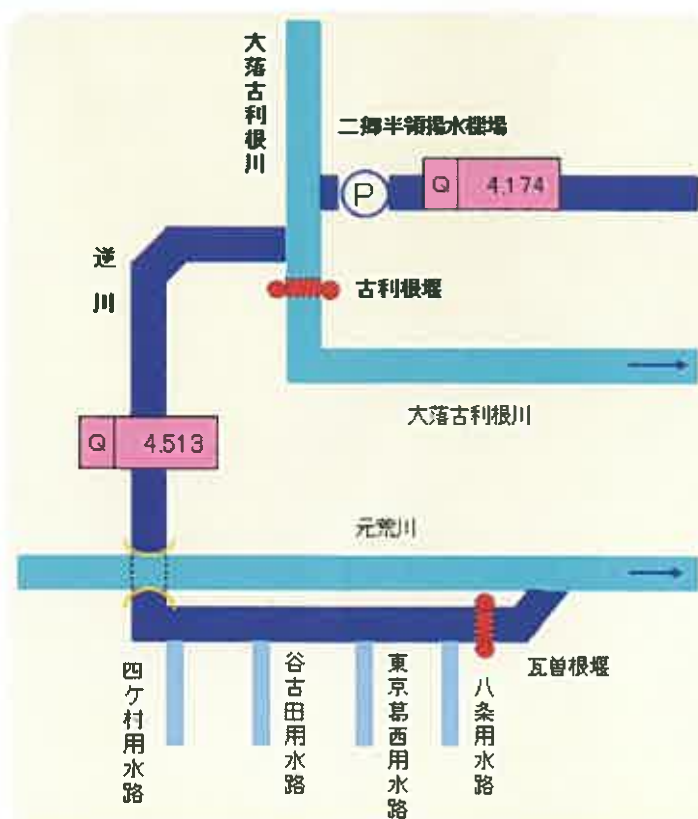 大落古利根川
二郷半領揚水機場
P
Q 4.174
逆川
古利根堰
大落古利根川
Q 4.513
元荒川
瓦曽根堰
四ケ村用水路
谷古田用水路
東京葛西用水路
八条用水路